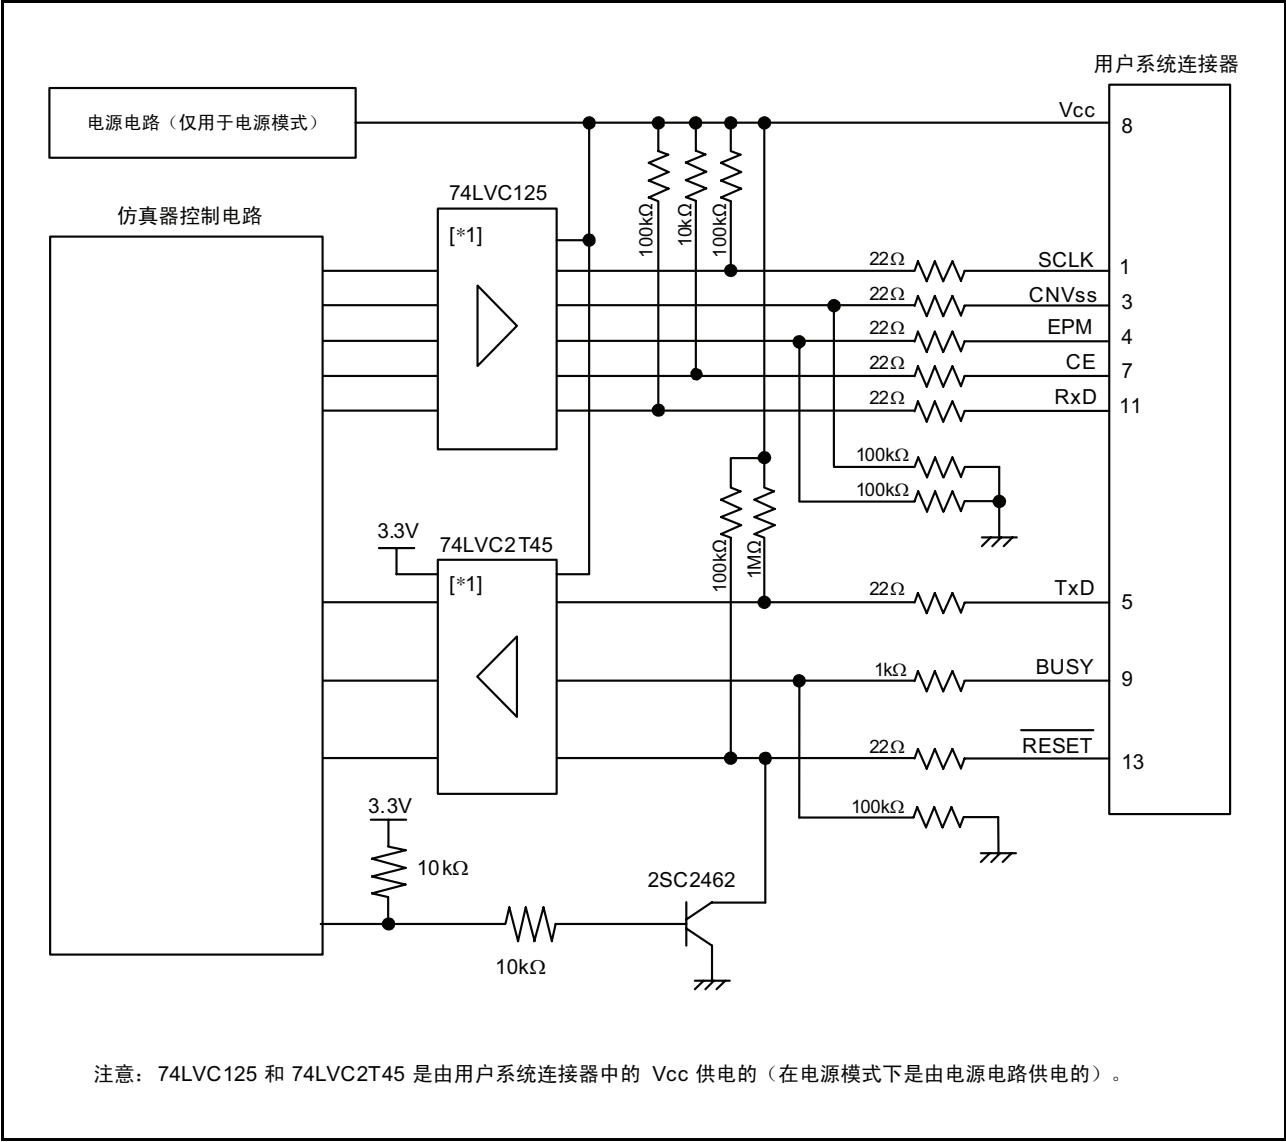 用户系统连接器
电源电路（仅用于电源模式）
Vcc
8
仿真器控制电路
74LVC125
[*1]
100kΩ
10kΩ
100kΩ
22Ω
SCLK
1
22Ω
CNVss
3
22Ω
EPM
4
22Ω
CE
7
22Ω
RxD
11
100kΩ
100kΩ
3.3V
74LVC2T45
[*1]
100kΩ
1MΩ
22Ω
TxD
5
1kΩ
BUSY
9
22Ω
RESET
13
100kΩ
3.3V
10kΩ
2SC2462
10kΩ
注意：74LVC125 和 74LVC2T45 是由用户系统连接器中的 Vcc 供电的（在电源模式下是由电源电路供电的）。